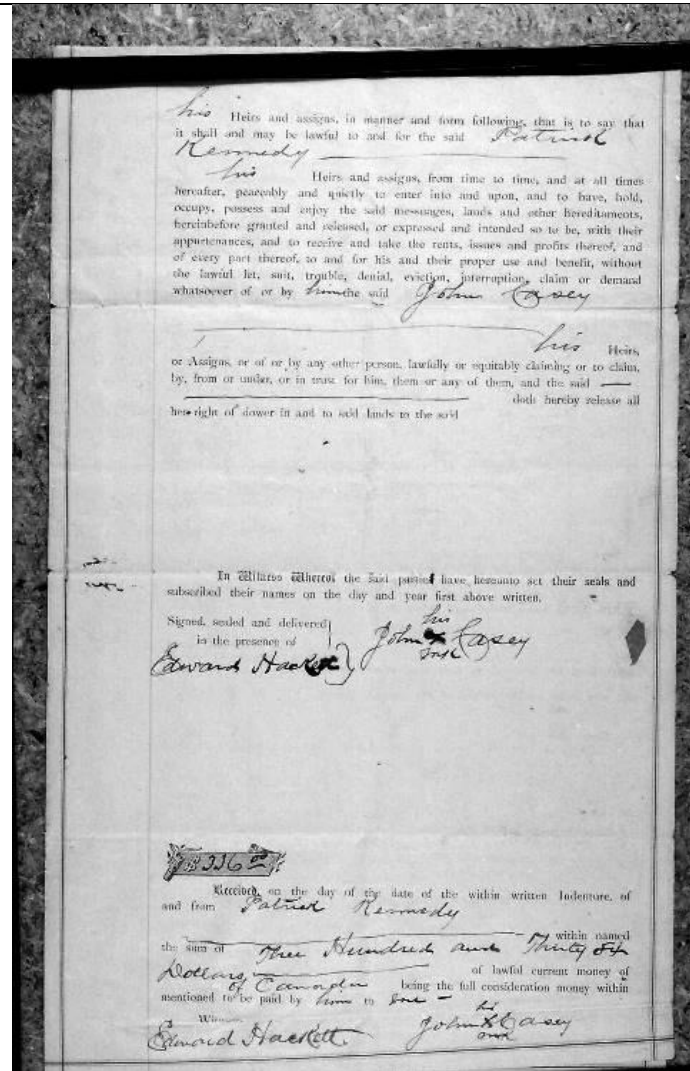 his Heirs and assigns, in manner and form following, that is to say that
it shall and may be lawful to and for the said Patrick
Kennedy
his Heirs and assigns, from time to time, and at all times
hereafter, peaceably and quietly to enter into and upon, and to have, hold,
occupy, possess and enjoy the said messuages, lands and other hereditaments,
hereinbefore granted and released, or expressed and intended so to be, with their
appurtenances, and to receive and take the rents, issues and profits thereof, and
of every part thereof, to and for his and their proper use and benefit, without
the lawful let, suit, trouble, denial, eviction, interruption, claim or demand
whatsoever of or by him the said John Casey
his Heirs,
or Assigns, or of or by any other person, lawfully or equitably claiming or to claim,
by, from or under, or in trust for him, them or any of them, and the said
doth hereby release all
her right of dower in and to said lands to the said
In Witness Whereof the said parties have hereunto set their seals and
subscribed their names on the day and year first above written.
Signed, sealed and delivered
in the presence of
Edward Hackett
his
John X Casey
mark
$336
Received, on the day of the date of the within written Indenture, of
and from Patrick Kennedy
within named
the sum of Three Hundred and Thirty six
Dollars of lawful current money of
of Canada being the full consideration money within
mentioned to be paid by him to me
his
Edward Hackett John X Casey
mark